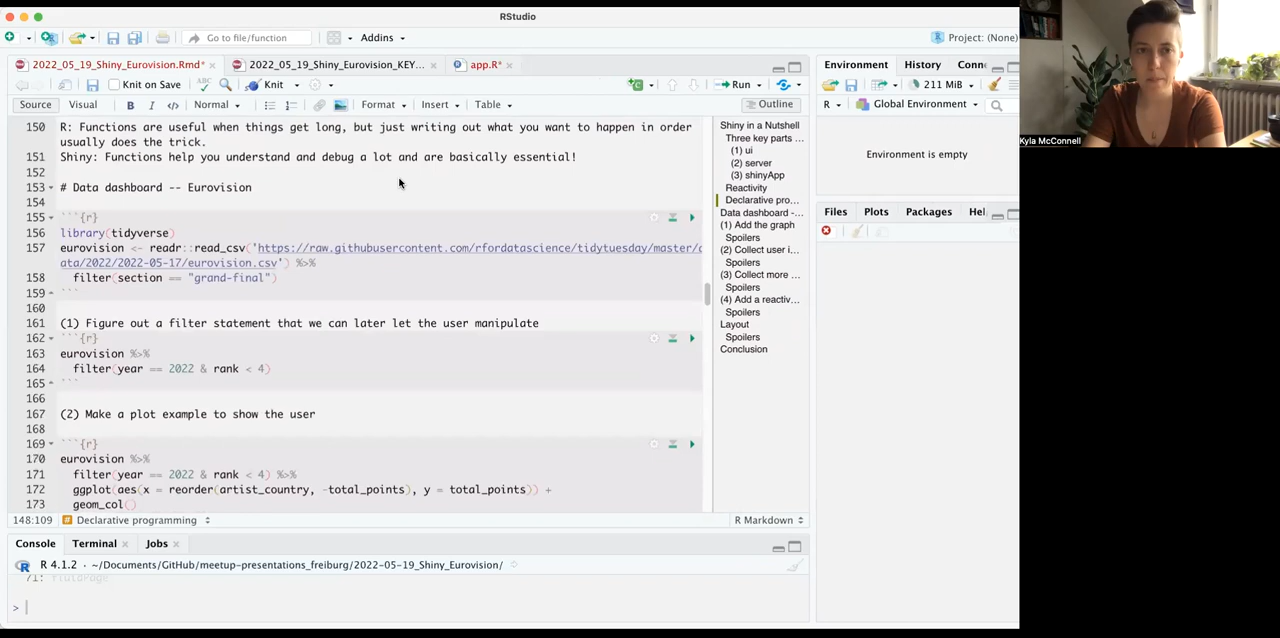 RStudio
Go to file/function
Addins
Project: (None)
2022_05_19_Shiny_Eurovision.Rmd*
2022_05_19_Shiny_Eurovision_KEY...
app.R*
Knit on Save
ABC
Knit
Run
Source
Visual
B
I
</>
Normal
Format
Insert
Table
Outline
150 R: Functions are useful when things get long, but just writing out what you want to happen in order
usually does the trick.
151 Shiny: Functions help you understand and debug a lot and are basically essential!
152
153 # Data dashboard -- Eurovision
154
155 ```{r}
156 library(tidyverse)
157 eurovision <- readr::read_csv('https://raw.githubusercontent.com/rfordatascience/tidytuesday/master/d
ata/2022/2022-05-17/eurovision.csv') %>%
158 filter(section == "grand-final")
159 ```
160
161 (1) Figure out a filter statement that we can later let the user manipulate
162 ```{r}
163 eurovision %>%
164 filter(year == 2022 & rank < 4)
165 ```
166
167 (2) Make a plot example to show the user
168
169 ```{r}
170 eurovision %>%
171 filter(year == 2022 & rank < 4) %>%
172 ggplot(aes(x = reorder(artist_country, -total_points), y = total_points)) +
173 geom_col()
Shiny in a Nutshell
Three key parts ...
(1) ui
(2) server
(3) shinyApp
Reactivity
Declarative pro...
Data dashboard -...
(1) Add the graph
Spoilers
(2) Collect user i...
Spoilers
(3) Collect more ...
Spoilers
(4) Add a reactiv...
Spoilers
Layout
Spoilers
Conclusion
148:109
Declarative programming
R Markdown
Console
Terminal
Jobs
R 4.1.2 · ~/Documents/GitHub/meetup-presentations_freiburg/2022-05-19_Shiny_Eurovision/
71: fluidPage
>
Environment
History
Conn
211 MiB
R
Global Environment
Environment is empty
Files
Plots
Packages
Hel
Kyla McConnell